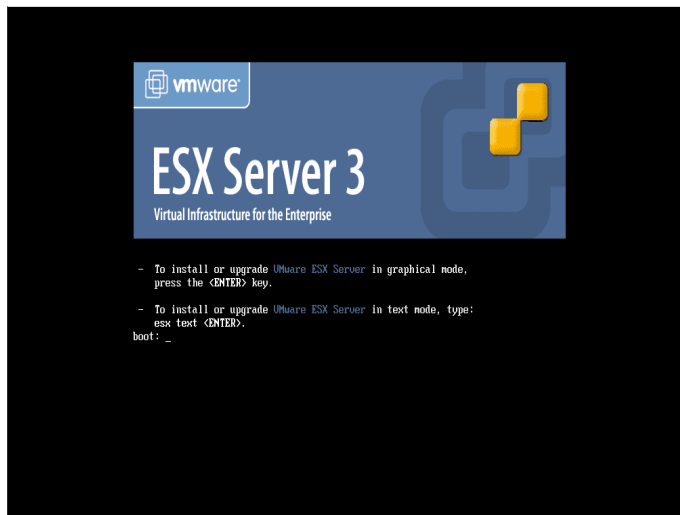 vmware
ESX Server 3
Virtual Infrastructure for the Enterprise
- To install or upgrade VMware ESX Server in graphical mode,
press the <ENTER> key.
- To install or upgrade VMware ESX Server in text mode, type:
esx text <ENTER>.
boot: _